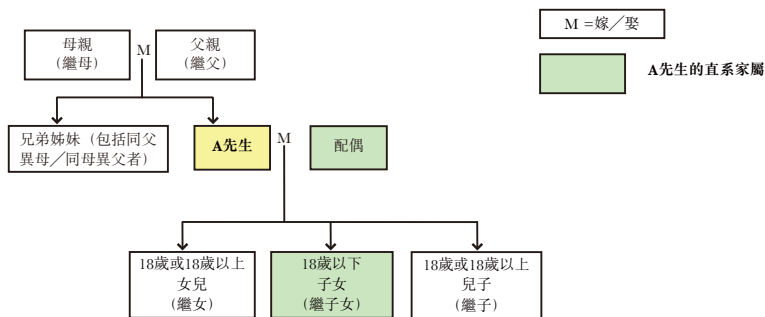 M =嫁／娶
A先生的直系家屬
母親
(繼母)
M
父親
(繼父)
兄弟姊妹（包括同父
異母／同母異父者）
A先生
M
配偶
18歲或18歲以上
女兒
(繼女)
18歲以下
子女
(繼子女)
18歲或18歲以上
兒子
(繼子)